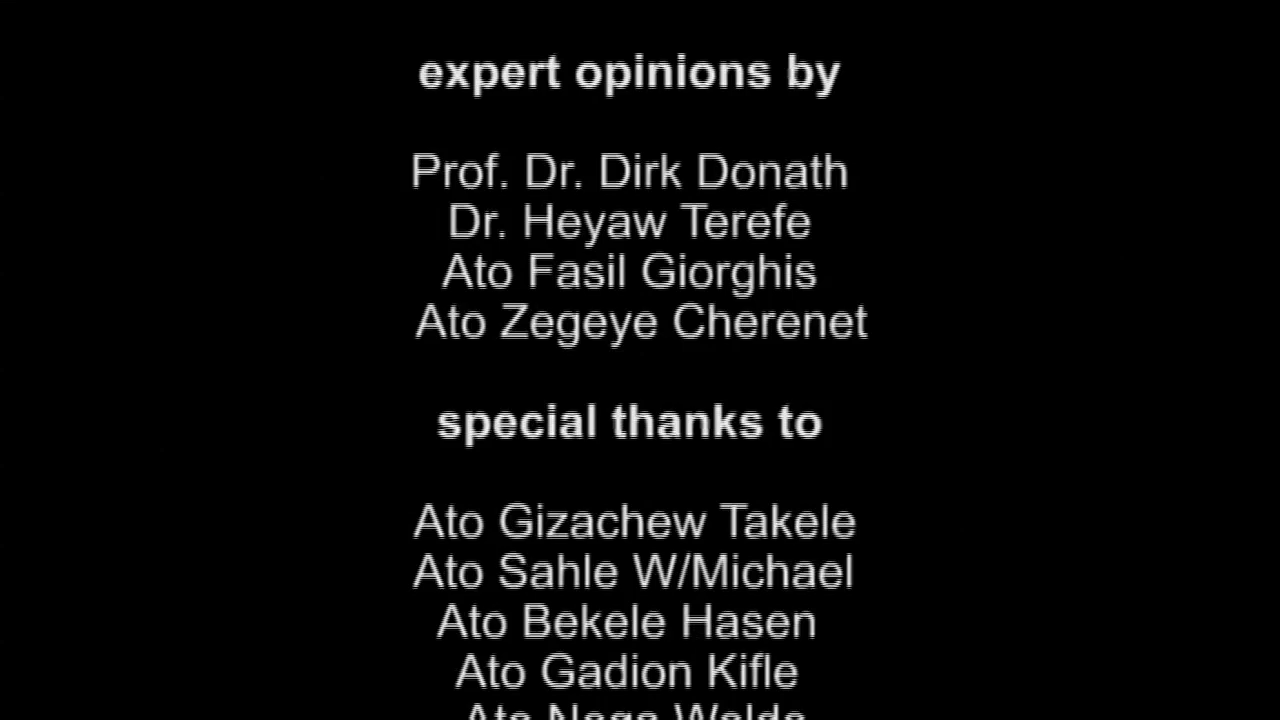 expert opinions by
Prof. Dr. Dirk Donath
Dr. Heyaw Terefe
Ato Fasil Giorghis
Ato Zegeye Cherenet
special thanks to
Ato Gizachew Takele
Ato Sahle W/Michael
Ato Bekele Hasen
Ato Gadion Kifle
Ato